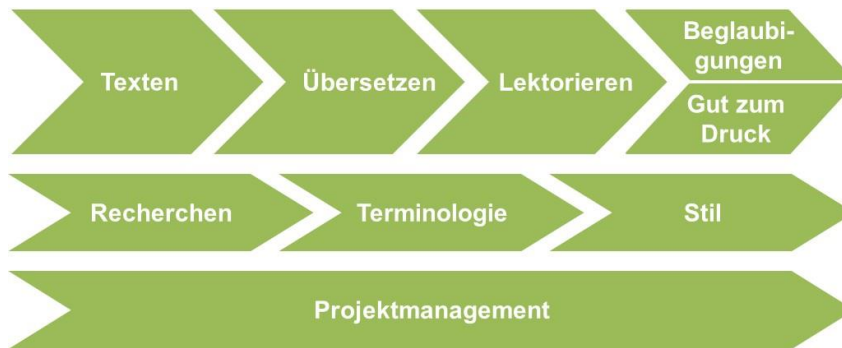 Texten
Übersetzen
Lektorieren
Beglaubi-
gungen
Gut zum
Druck
Recherchen
Terminologie
Stil
Projektmanagement